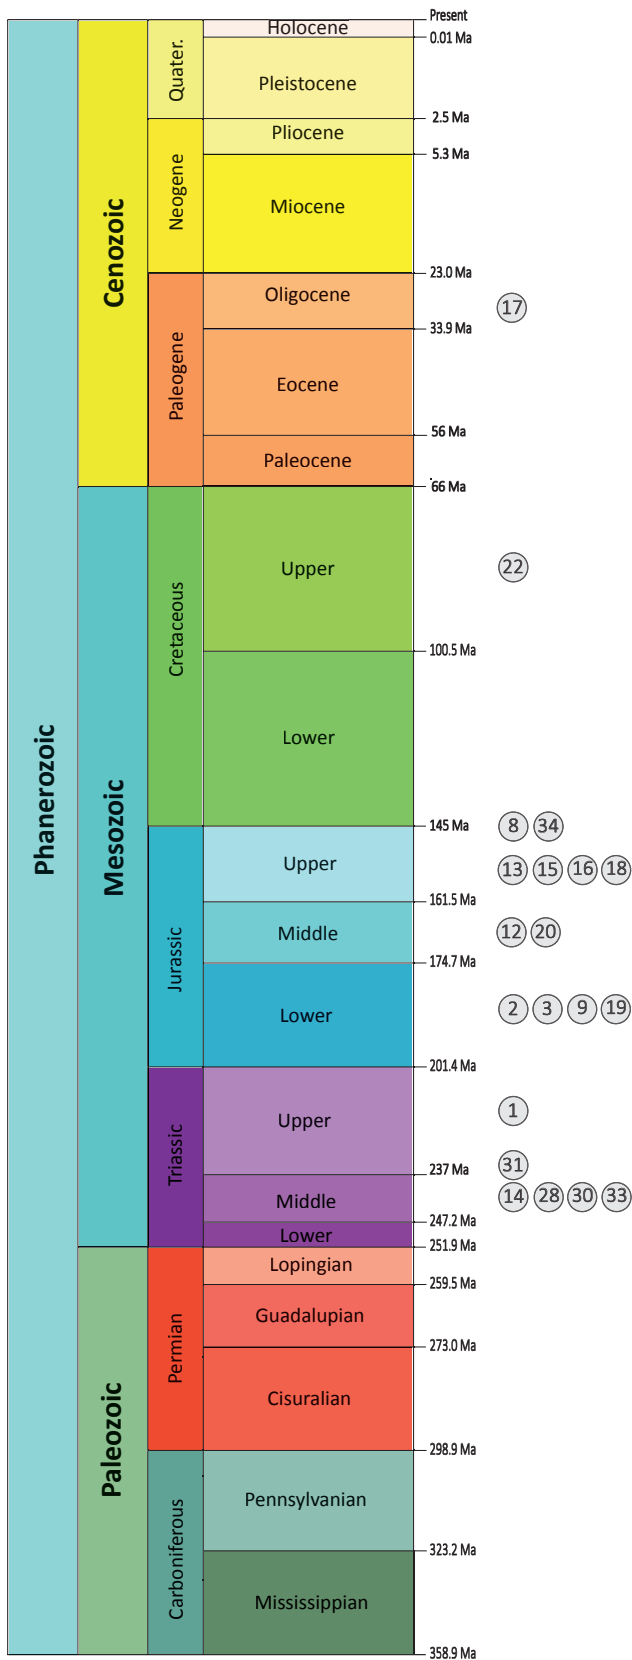 Present
Holocene
0.01 Ma
Quater.
Pleistocene
2.5 Ma
Pliocene
5.3 Ma
Neogene
Miocene
Cenozoic
23.0 Ma
Oligocene
17
33.9 Ma
Paleogene
Eocene
56 Ma
Paleocene
66 Ma
Upper
22
Cretaceous
100.5 Ma
Lower
Phanerozoic
Mesozoic
145 Ma
8 34
Upper
13 15 16 18
161.5 Ma
Middle
12 20
Jurassic
174.7 Ma
Lower
2 3 9 19
201.4 Ma
Upper
1
Triassic
31
237 Ma
Middle
14 28 30 33
247.2 Ma
Lower
251.9 Ma
Lopingian
259.5 Ma
Guadalupian
Permian
273.0 Ma
Cisuralian
Paleozoic
298.9 Ma
Pennsylvanian
Carboniferous
323.2 Ma
Mississippian
358.9 Ma